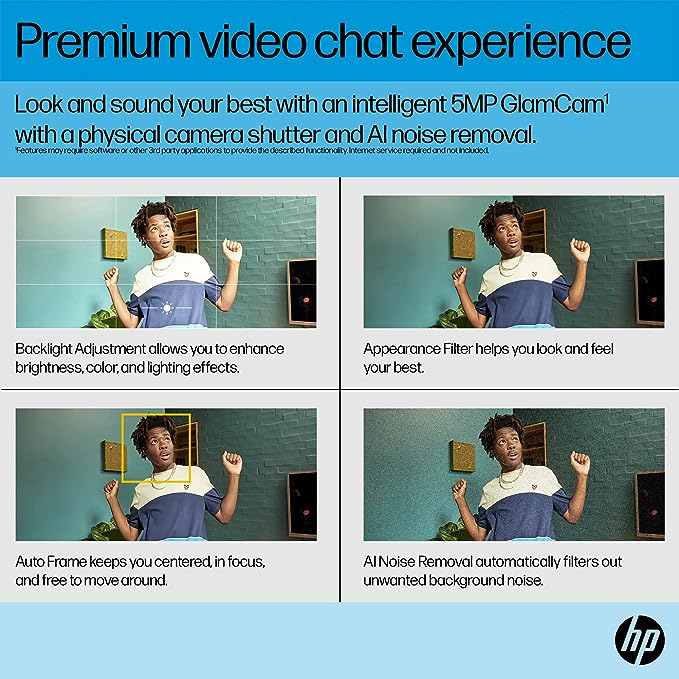 Premium video chat experience
Look and sound your best with an intelligent 5MP GlamCam¹
with a physical camera shutter and AI noise removal.
¹Features may require software or other 3rd party applications to provide the described functionality. Internet service required and not included.
Backlight Adjustment allows you to enhance
brightness, color, and lighting effects.
Appearance Filter helps you look and feel
your best.
Auto Frame keeps you centered, in focus,
and free to move around.
AI Noise Removal automatically filters out
unwanted background noise.
hp